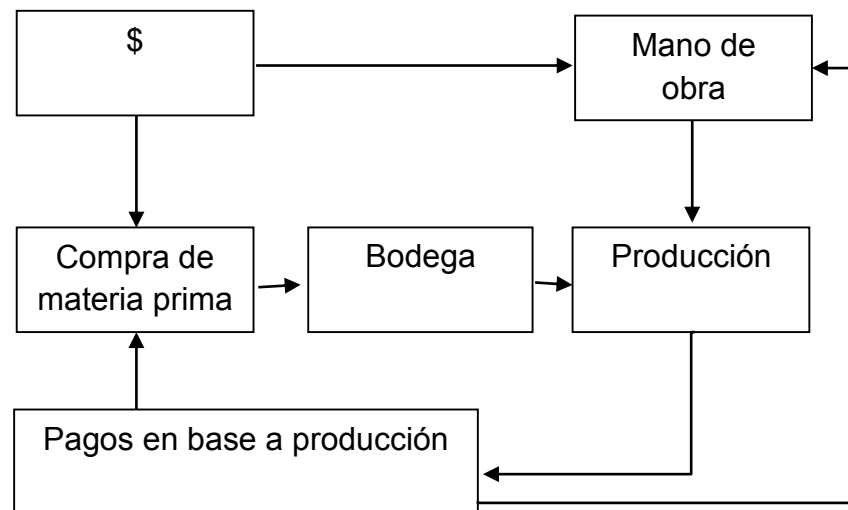 $
Mano de
obra
Compra de
materia prima
Bodega
Producción
Pagos en base a producción